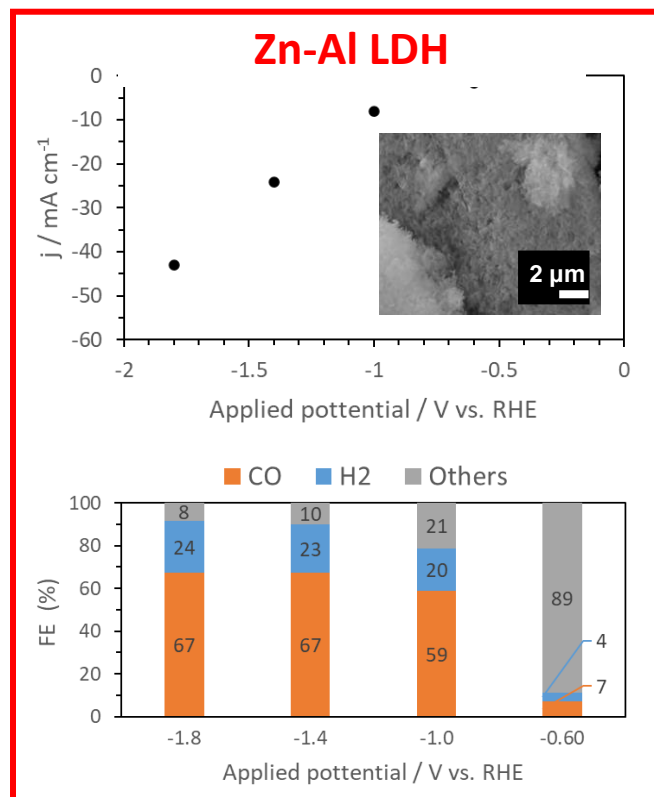 Zn-Al LDH
0
-10
-20
-30
-40
-50
-60
j / mA cm-1
2 μm
-2 -1.5 -1 -0.5 0
Applied pottential / V vs. RHE
CO H2 Others
100
80
60
40
20
0
FE (%)
8 10 21 89
24 23 20 4
67 67 59 7
-1.8 -1.4 -1.0 -0.60
Applied pottential / V vs. RHE